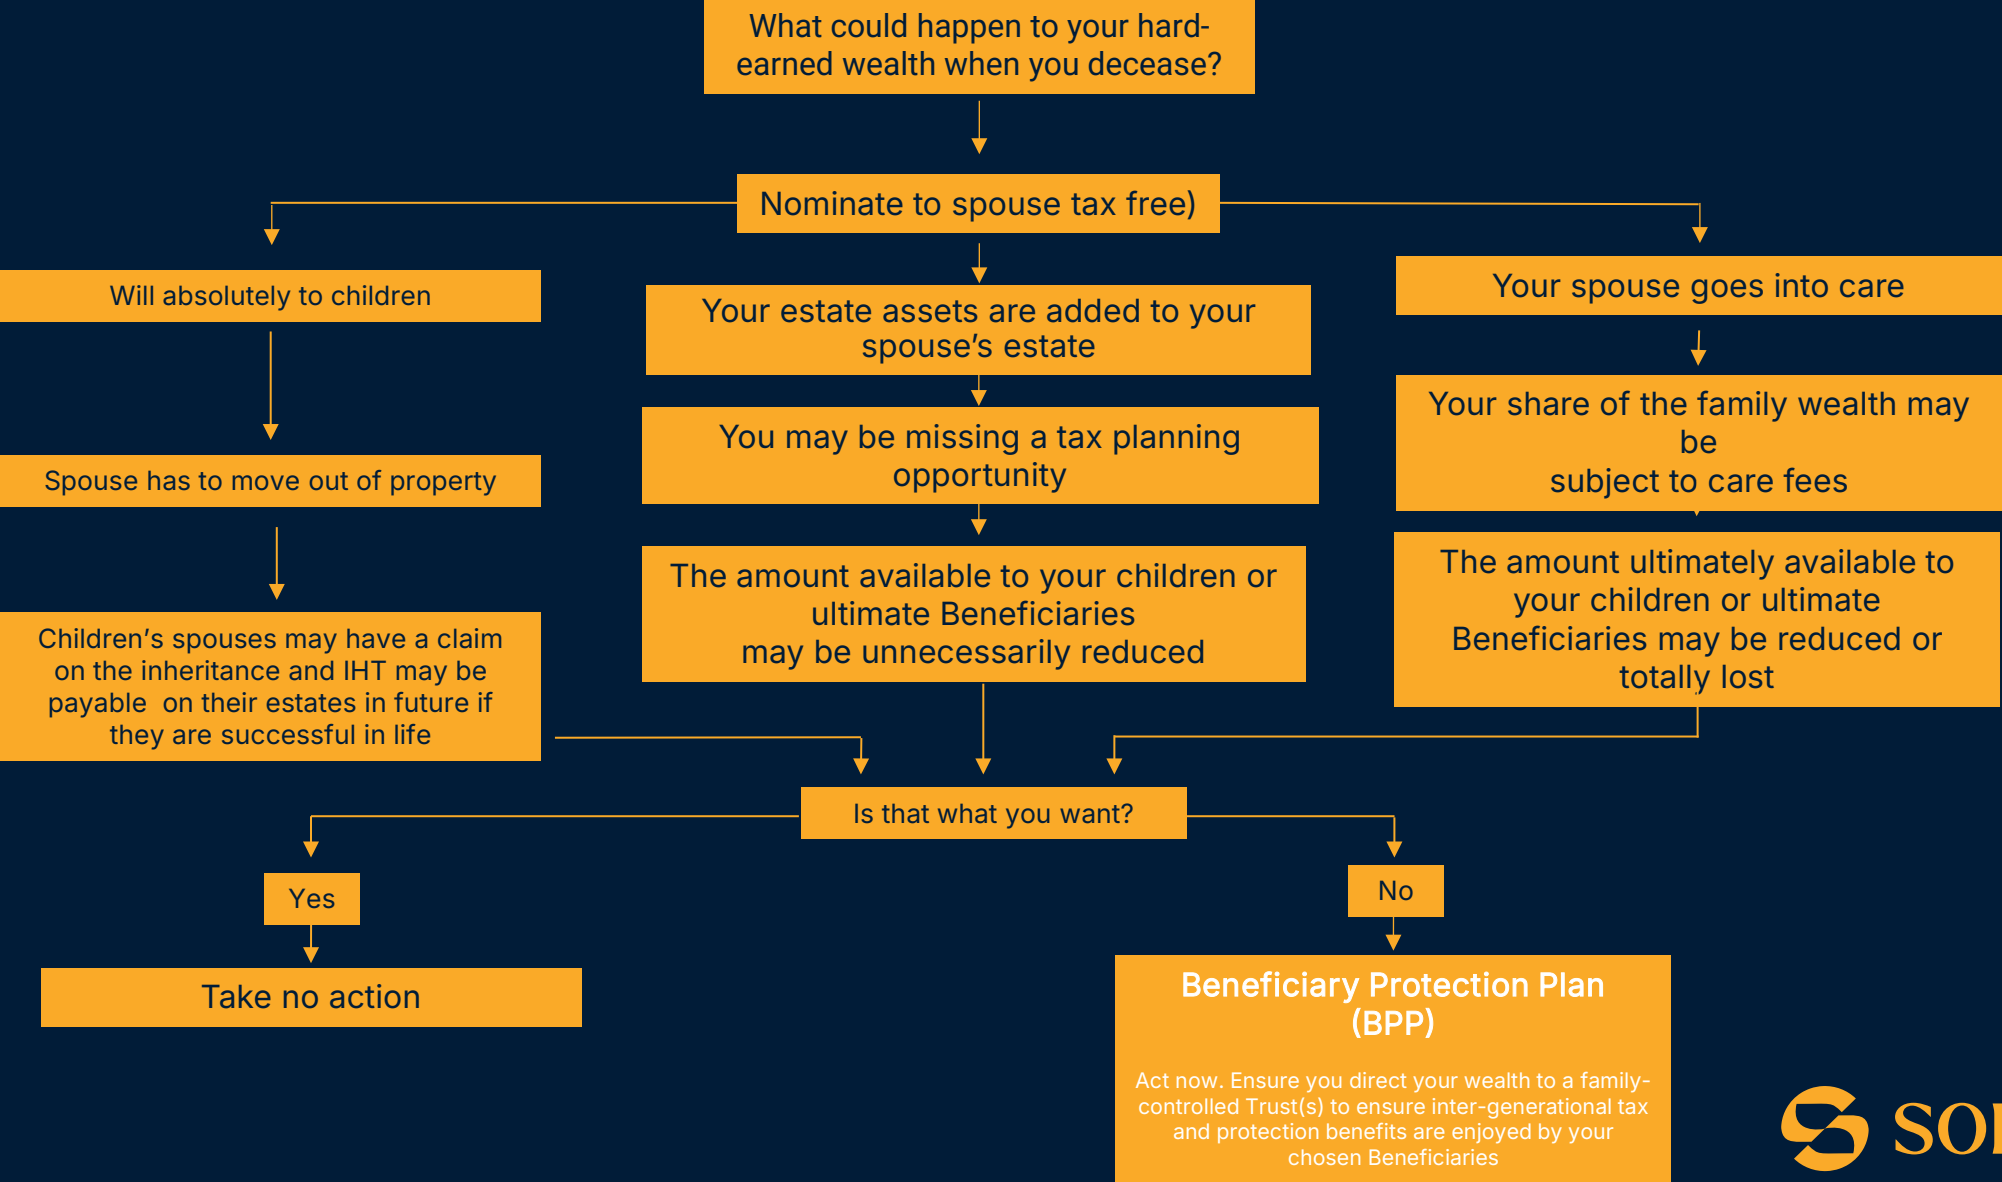 What could happen to your hard-
earned wealth when you decease?
Nominate to spouse tax free)
Will absolutely to children
Your estate assets are added to your
spouse’s estate
Your spouse goes into care
You may be missing a tax planning
opportunity
Your share of the family wealth may
be
subject to care fees
Spouse has to move out of property
The amount available to your children or
ultimate Beneficiaries
may be unnecessarily reduced
The amount ultimately available to
your children or ultimate
Beneficiaries may be reduced or
totally lost
Children’s spouses may have a claim
on the inheritance and IHT may be
payable  on their estates in future if
they are successful in life
Is that what you want?
Yes
No
Take no action
Beneficiary Protection Plan
(BPP)
Act now. Ensure you direct your wealth to a family-
controlled Trust(s) to ensure inter-generational tax
and protection benefits are enjoyed by your
chosen Beneficiaries